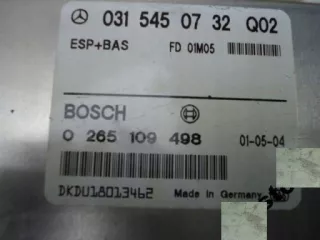 031 545 07 32 Q02
ESP+BAS FD 01M05
BOSCH
0 265 109 498 01-05-04
DKDU18013462 Made in Germany